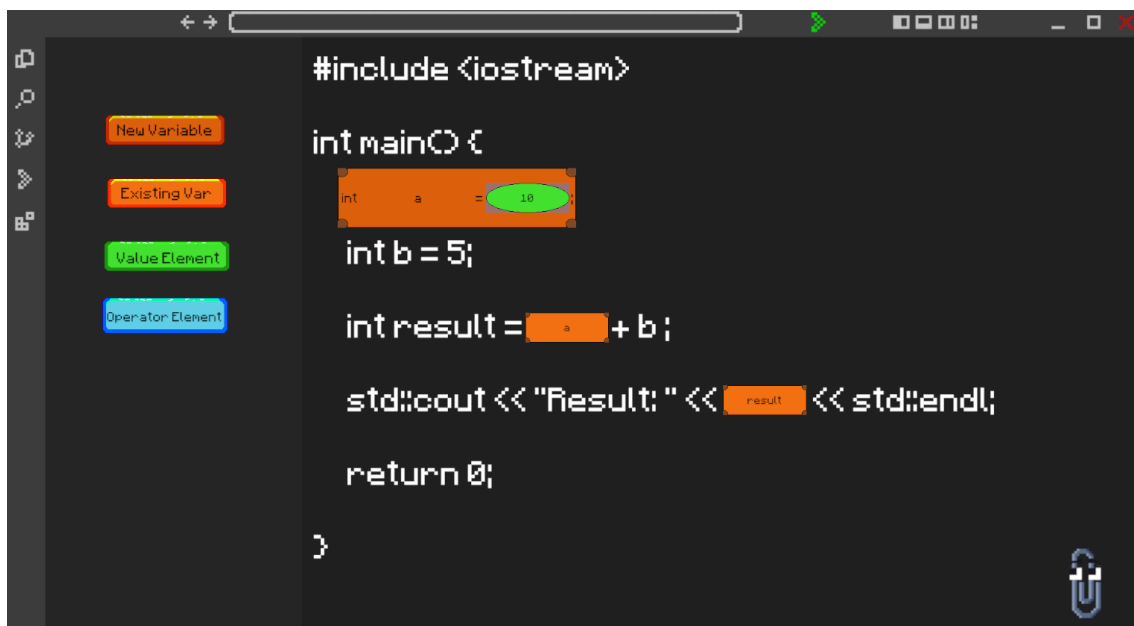 New Variable
Existing Var
Value Element
Operator Element
#include <iostream>
int main() {
int a = 10 ;
int b = 5;
int result = a + b ;
std::cout << "Result: " << result << std::endl;
return 0;
}